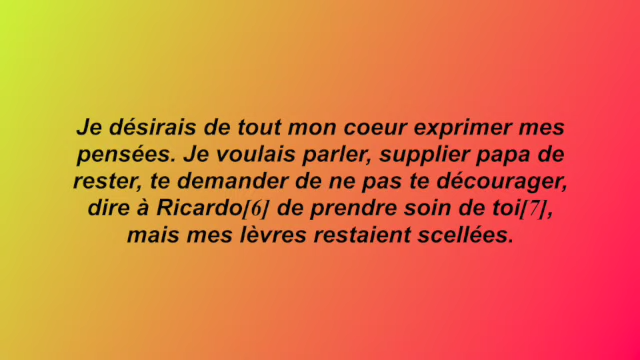 Je désirais de tout mon coeur exprimer mes
pensées. Je voulais parler, supplier papa de
rester, te demander de ne pas te décourager,
dire à Ricardo[6] de prendre soin de toi[7],
mais mes lèvres restaient scellées.